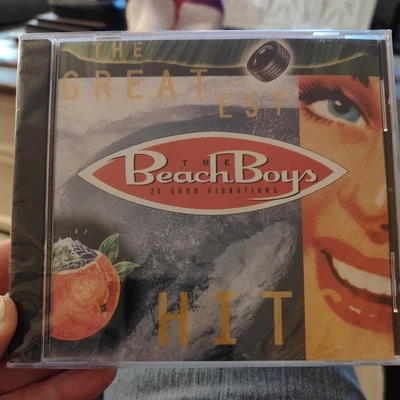 THE
GREAT
EST
THE
Beach Boys
20 GOOD VIBRATIONS
HIT